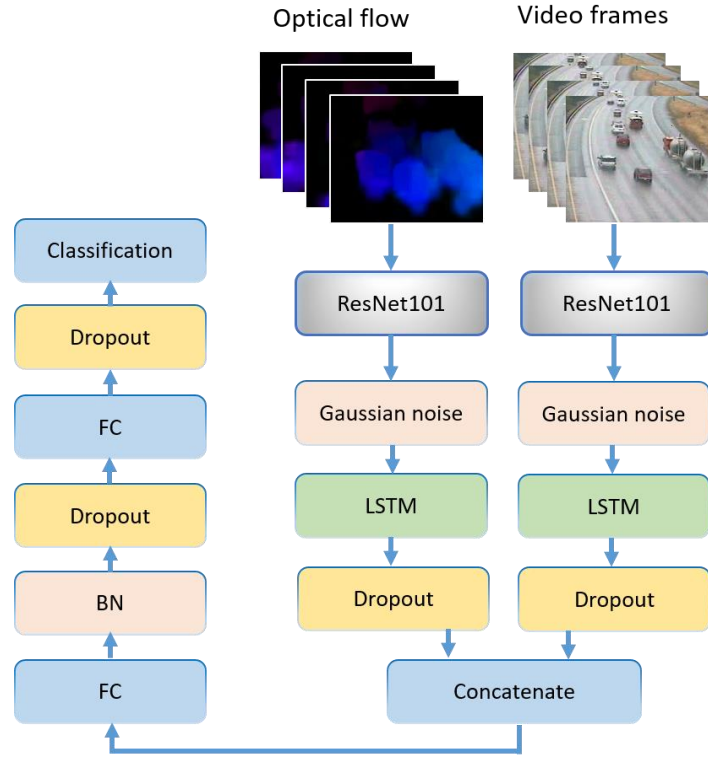 Optical flow
Video frames
ResNet101
ResNet101
Gaussian noise
Gaussian noise
LSTM
LSTM
Dropout
Dropout
Concatenate
FC
BN
Dropout
FC
Dropout
Classification